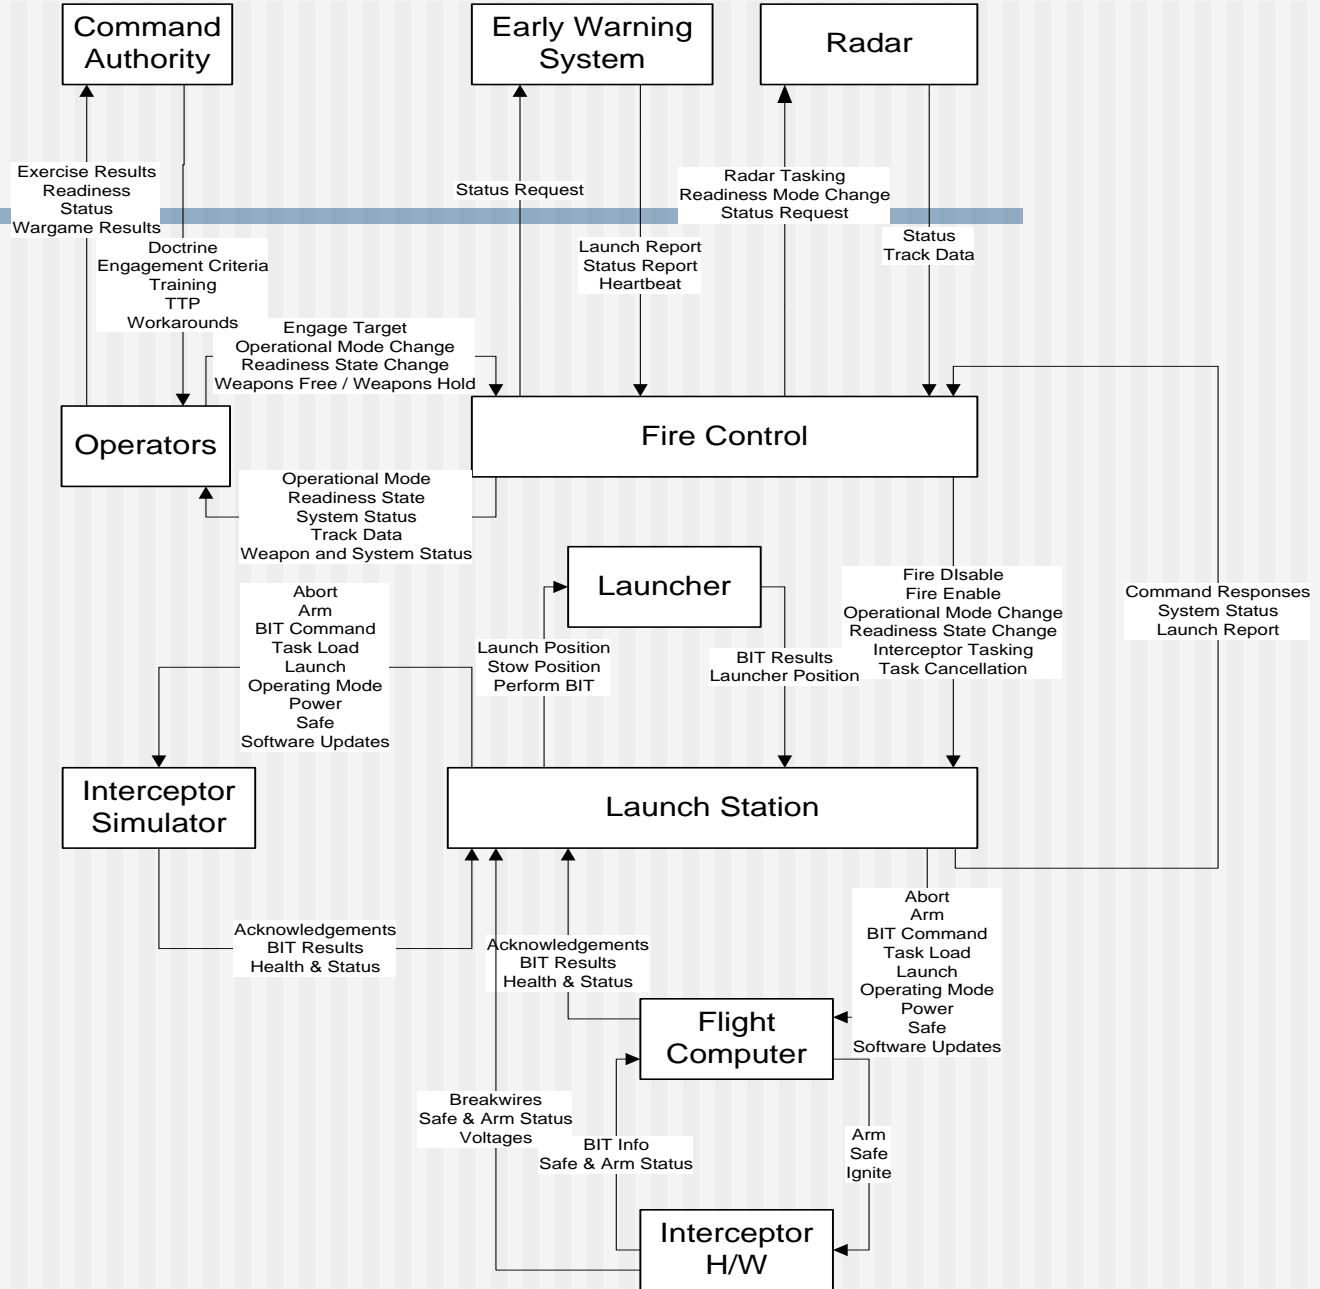 Command
Authority
Early Warning
System
Radar
Exercise Results
Readiness
Status
Wargame Results
Status Request
Radar Tasking
Readiness Mode Change
Status Request
Doctrine
Engagement Criteria
Training
TTP
Workarounds
Launch Report
Status Report
Heartbeat
Status
Track Data
Engage Target
Operational Mode Change
Readiness State Change
Weapons Free / Weapons Hold
Operators
Fire Control
Operational Mode
Readiness State
System Status
Track Data
Weapon and System Status
Launcher
Fire DIsable
Fire Enable
Operational Mode Change
Readiness State Change
Interceptor Tasking
Task Cancellation
Command Responses
System Status
Launch Report
Abort
Arm
BIT Command
Task Load
Launch
Operating Mode
Power
Safe
Software Updates
Launch Position
Stow Position
Perform BIT
BIT Results
Launcher Position
Interceptor
Simulator
Launch Station
Acknowledgements
BIT Results
Health & Status
Acknowledgements
BIT Results
Health & Status
Abort
Arm
BIT Command
Task Load
Launch
Operating Mode
Power
Safe
Software Updates
Flight
Computer
Breakwires
Safe & Arm Status
Voltages
BIT Info
Safe & Arm Status
Arm
Safe
Ignite
Interceptor
H/W